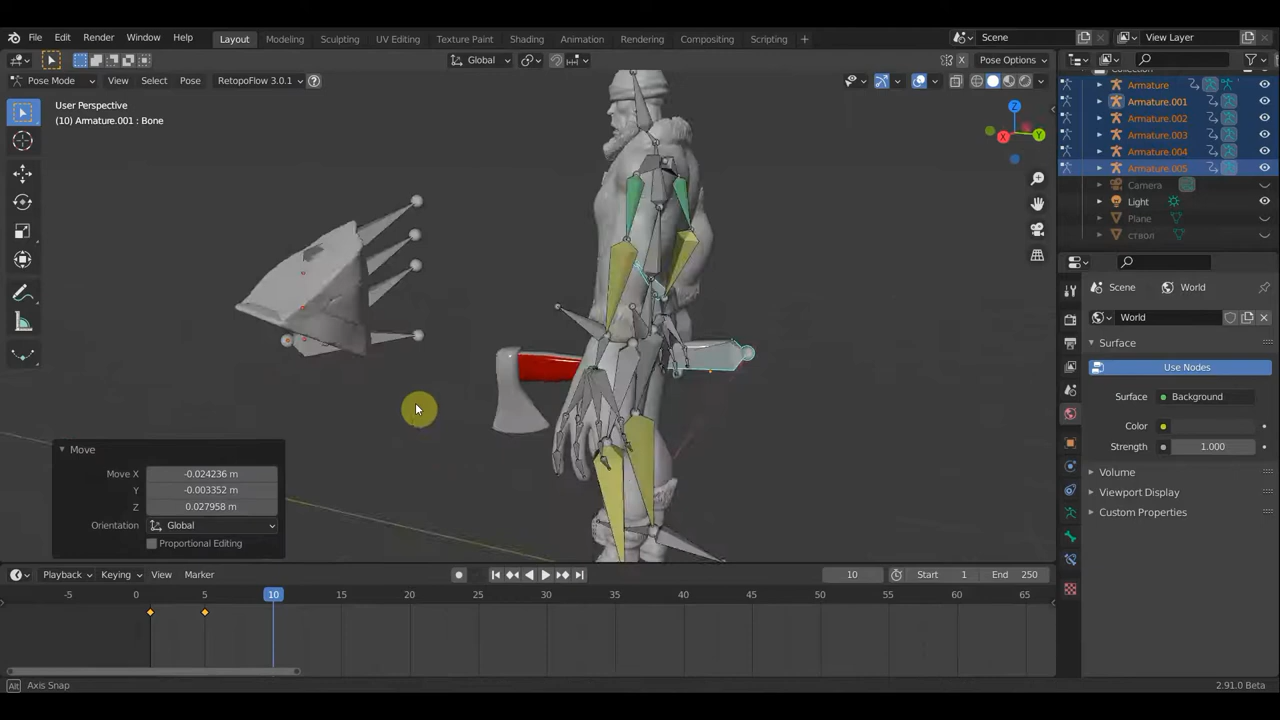 File Edit Render Window Help Layout Modeling Sculpting UV Editing Texture Paint Shading Animation Rendering Compositing Scripting + Scene View Layer
Global
Pose Mode View Select Pose RetopoFlow 3.0.1 ? X Pose Options
User Perspective
(10) Armature.001 : Bone
Z
X
Y
Armature
Armature.001
Armature.002
Armature.003
Armature.004
Armature.005
Camera
Light
Plane
ствол
Scene > World
World
Surface
Use Nodes
Surface Background
Color
Strength 1.000
Volume
Viewport Display
Custom Properties
Move
Move X -0.024236 m
Y -0.003352 m
Z 0.027958 m
Orientation Global
Proportional Editing
Playback Keying View Marker 10 Start 1 End 250
-5 0 5 10 15 20 25 30 35 40 45 50 55 60 65
Alt Axis Snap 2.91.0 Beta